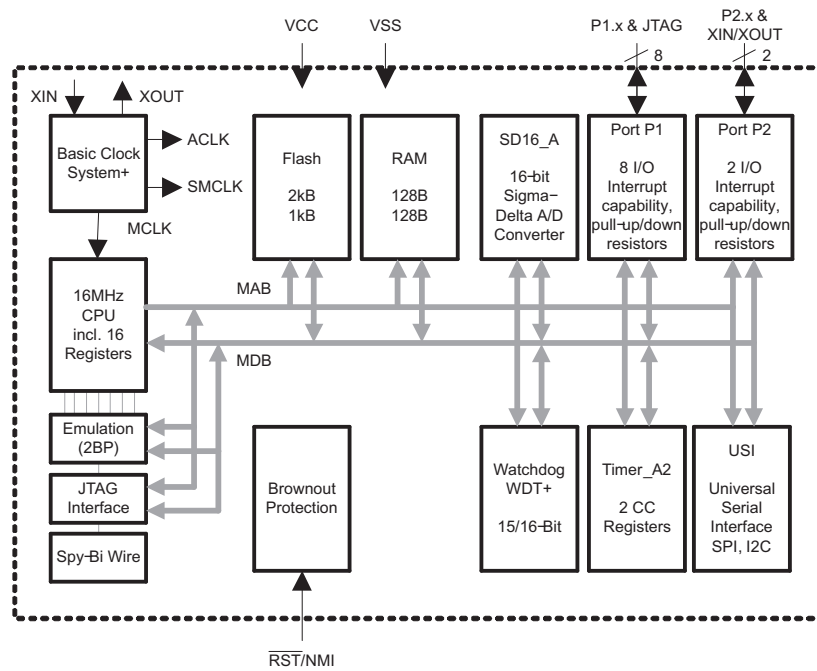 VCC
VSS
P1.x & JTAG
8
P2.x &
XIN/XOUT
2
XIN
XOUT
Basic Clock
System+
ACLK
SMCLK
MCLK
Flash
2kB
1kB
RAM
128B
128B
SD16_A
16-bit
Sigma-
Delta A/D
Converter
Port P1
8 I/O
Interrupt
capability,
pull-up/down
resistors
Port P2
2 I/O
Interrupt
capability,
pull-up/down
resistors
16MHz
CPU
incl. 16
Registers
MAB
MDB
Emulation
(2BP)
JTAG
Interface
Spy-Bi Wire
Brownout
Protection
Watchdog
WDT+
15/16-Bit
Timer_A2
2 CC
Registers
USI
Universal
Serial
Interface
SPI, I2C
RST/NMI